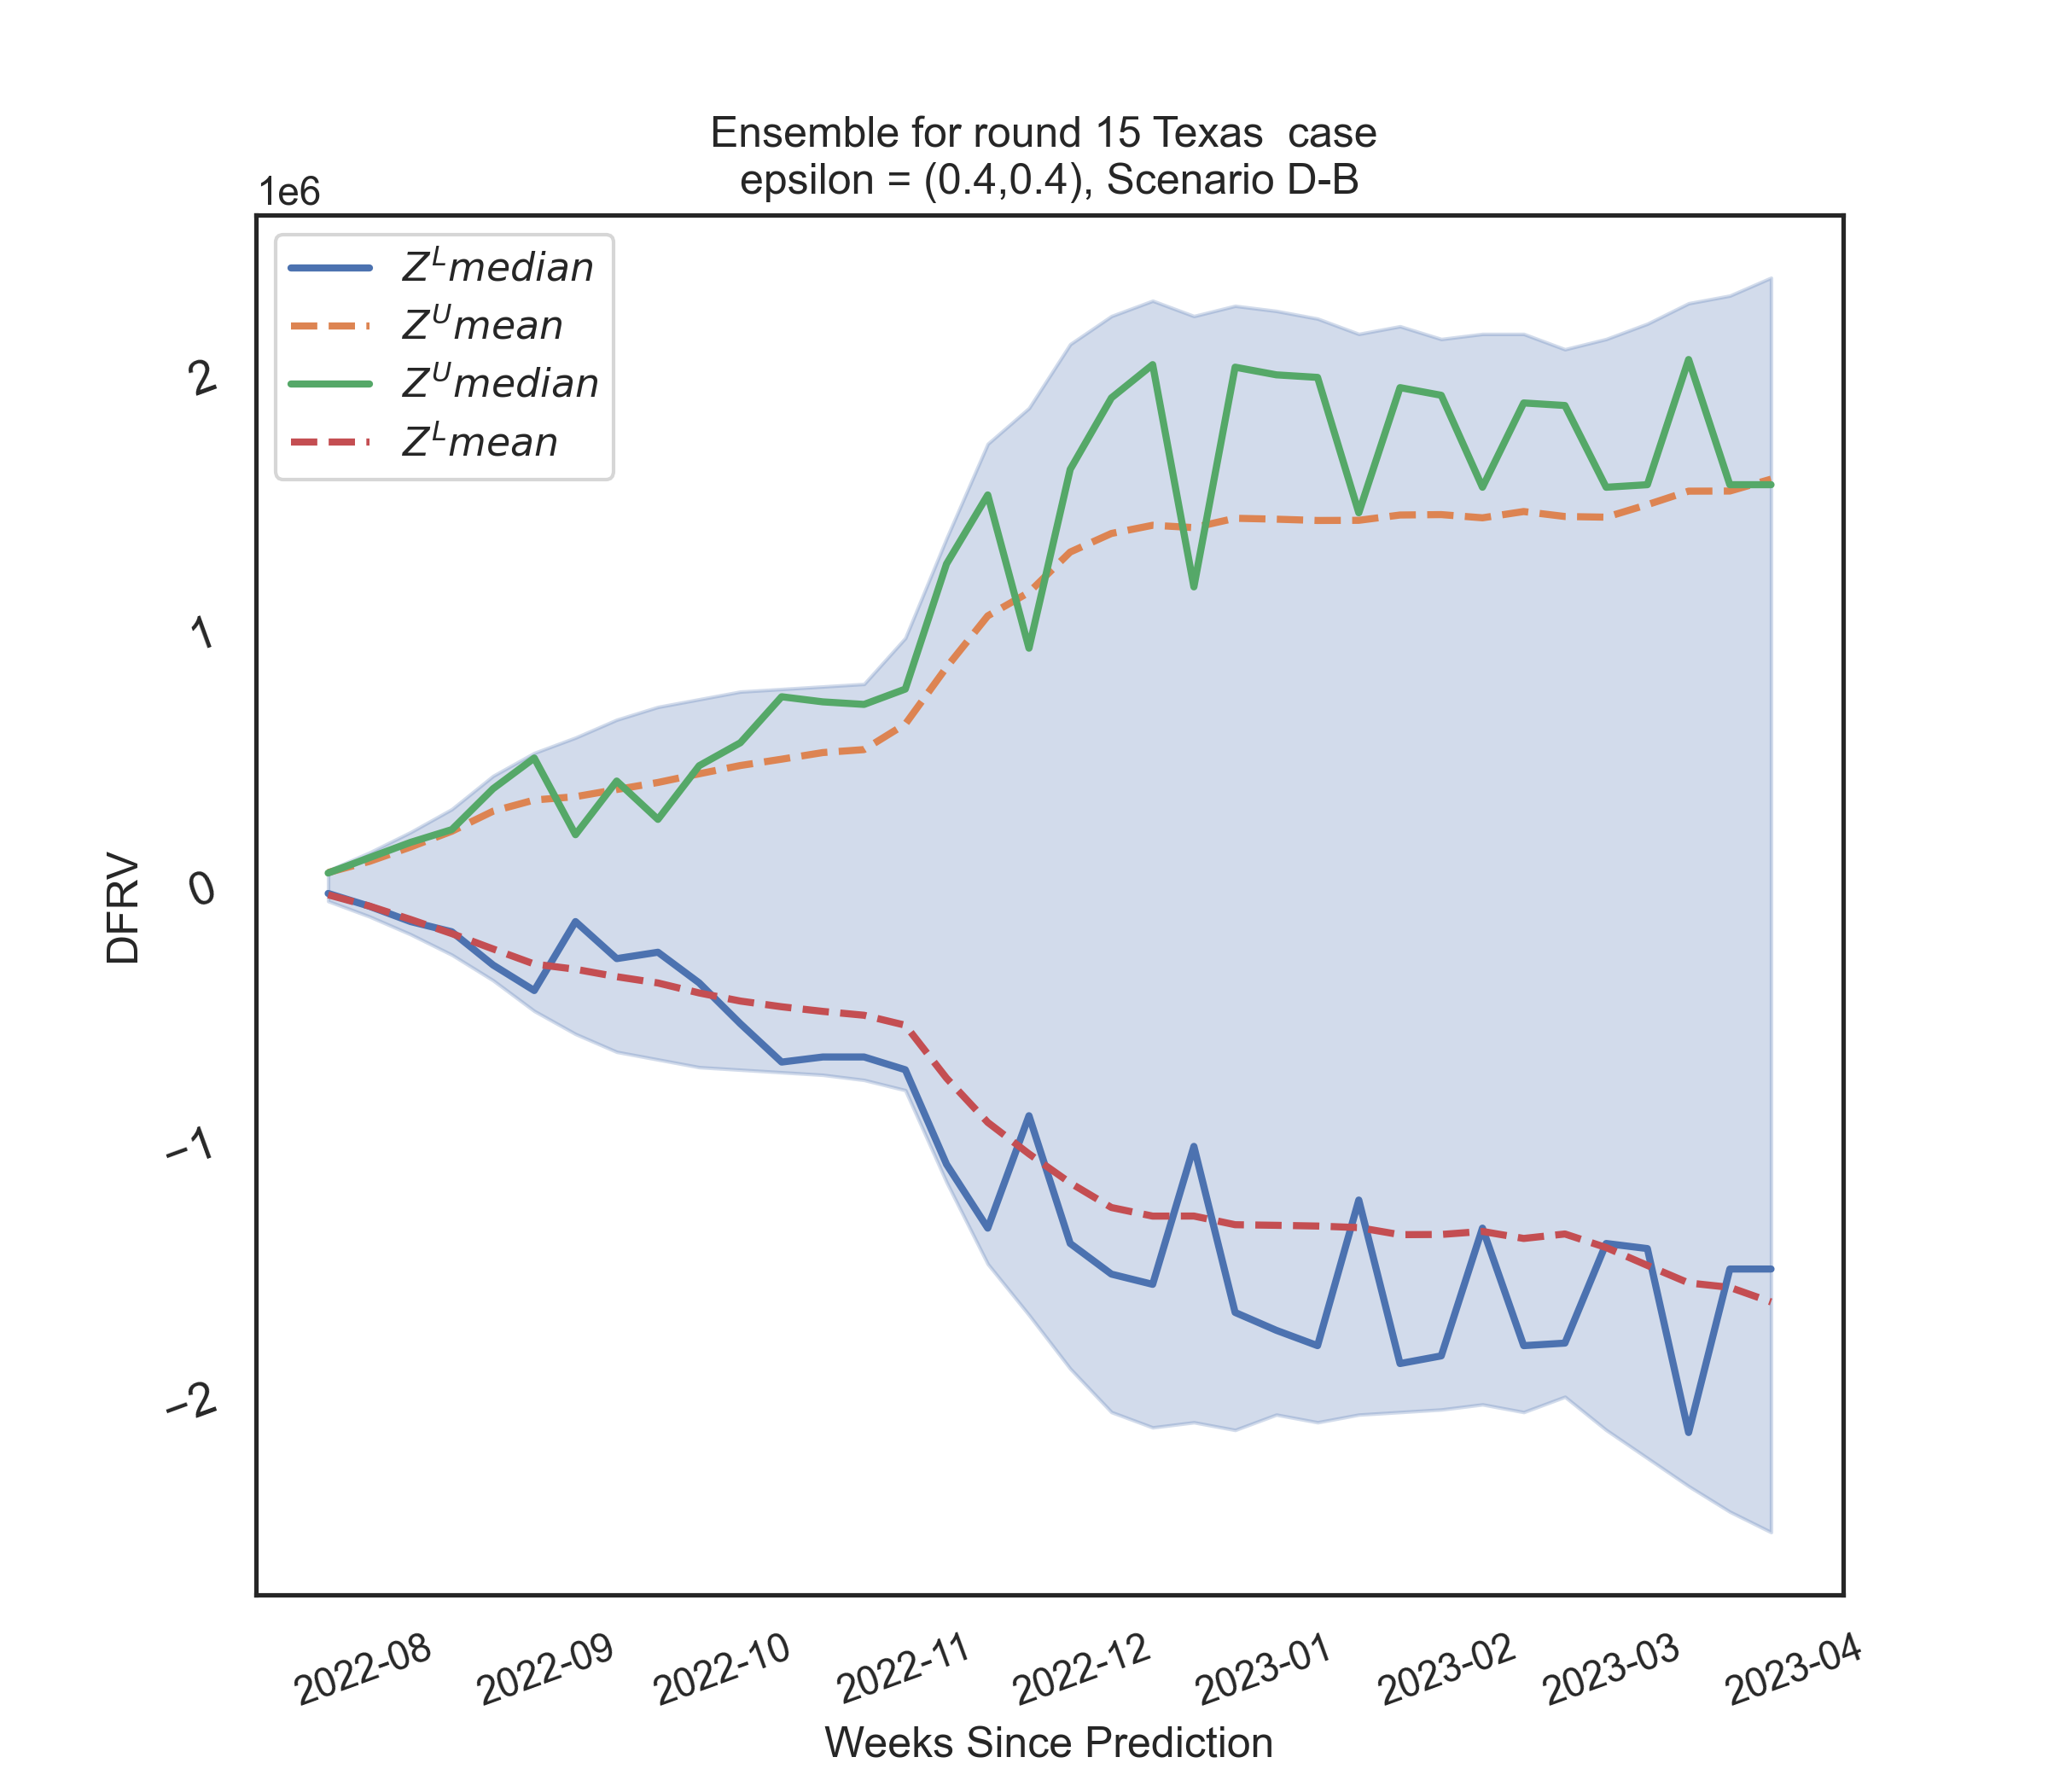 Ensemble for round 15 Texas  case
epsilon = (0.4,0.4), Scenario D-B
1e6
Z^L median
Z^U mean
Z^U median
Z^L mean
2
1
0
−1
−2
DFRV
2022-08
2022-09
2022-10
2022-11
2022-12
2023-01
2023-02
2023-03
2023-04
Weeks Since Prediction